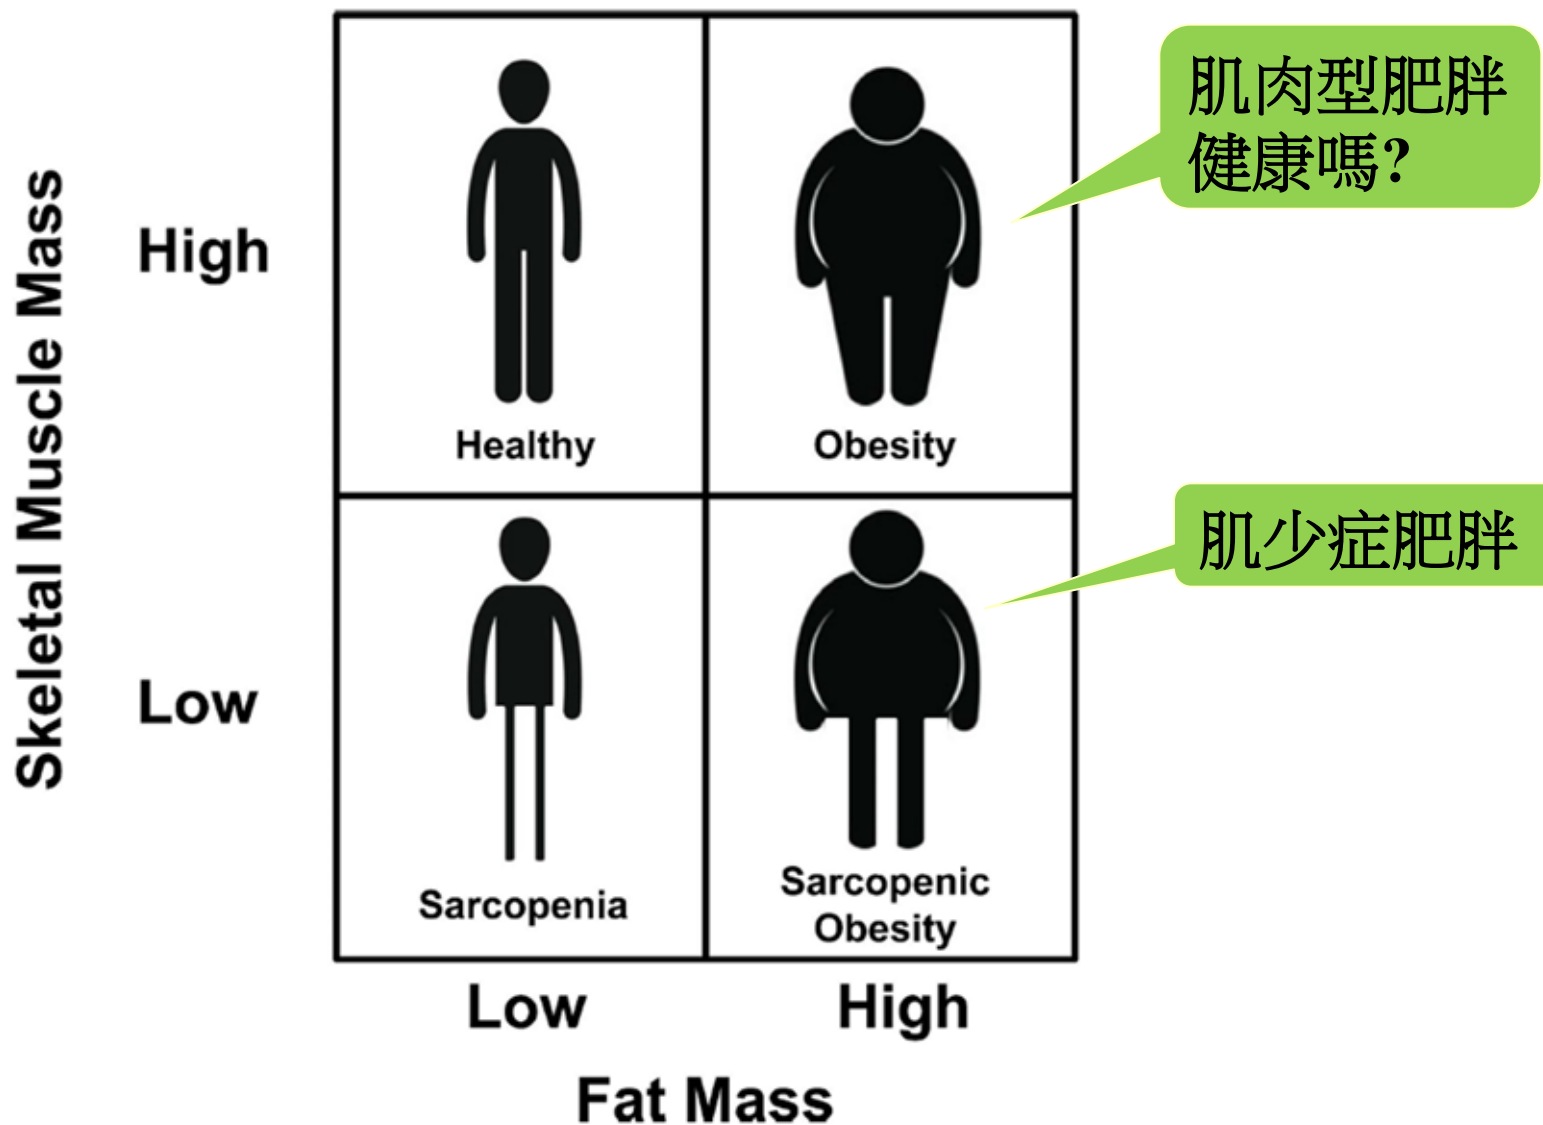 肌肉型肥胖
健康嗎?
Skeletal Muscle Mass
High
Healthy
Obesity
肌少症肥胖
Low
Sarcopenia
Sarcopenic
Obesity
Low
High
Fat Mass